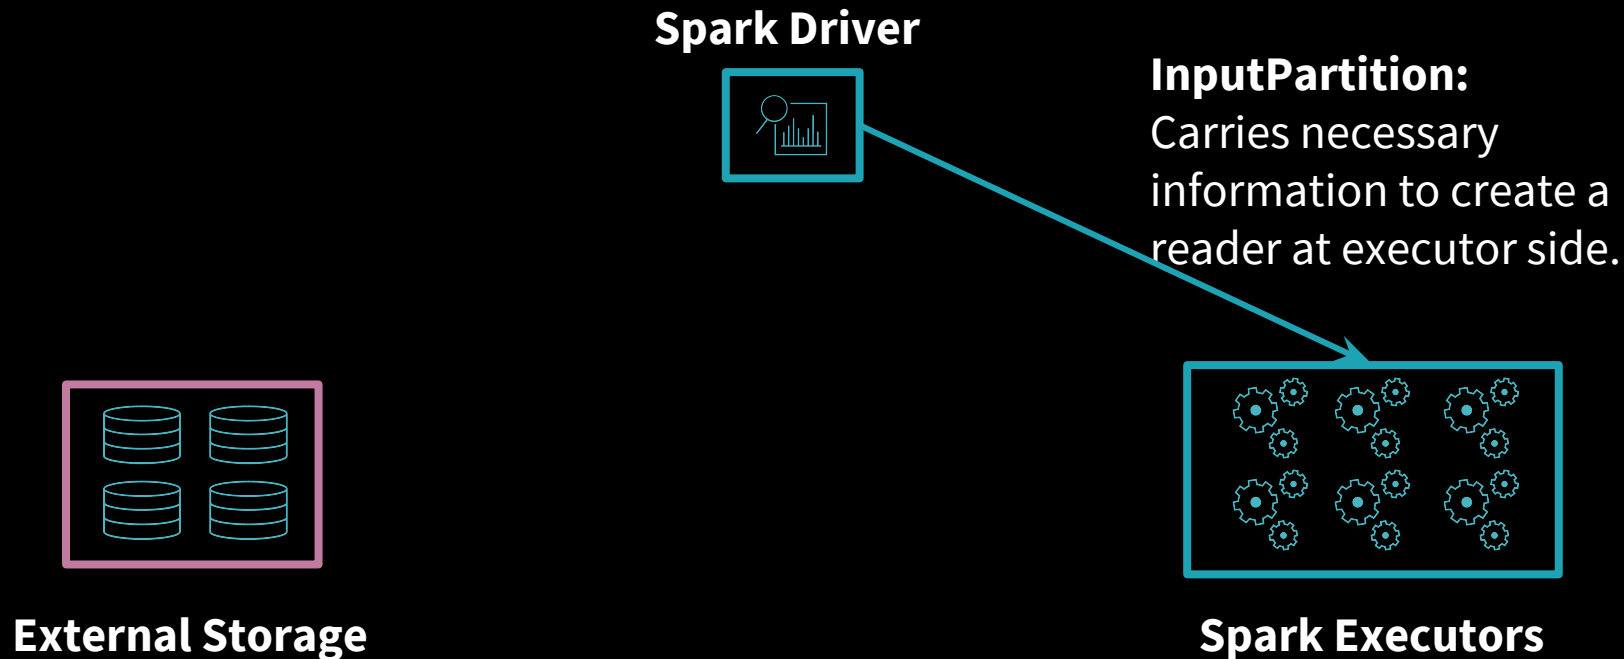 Spark Driver
InputPartition:
Carries necessary
information to create a
reader at executor side.
External Storage
Spark Executors